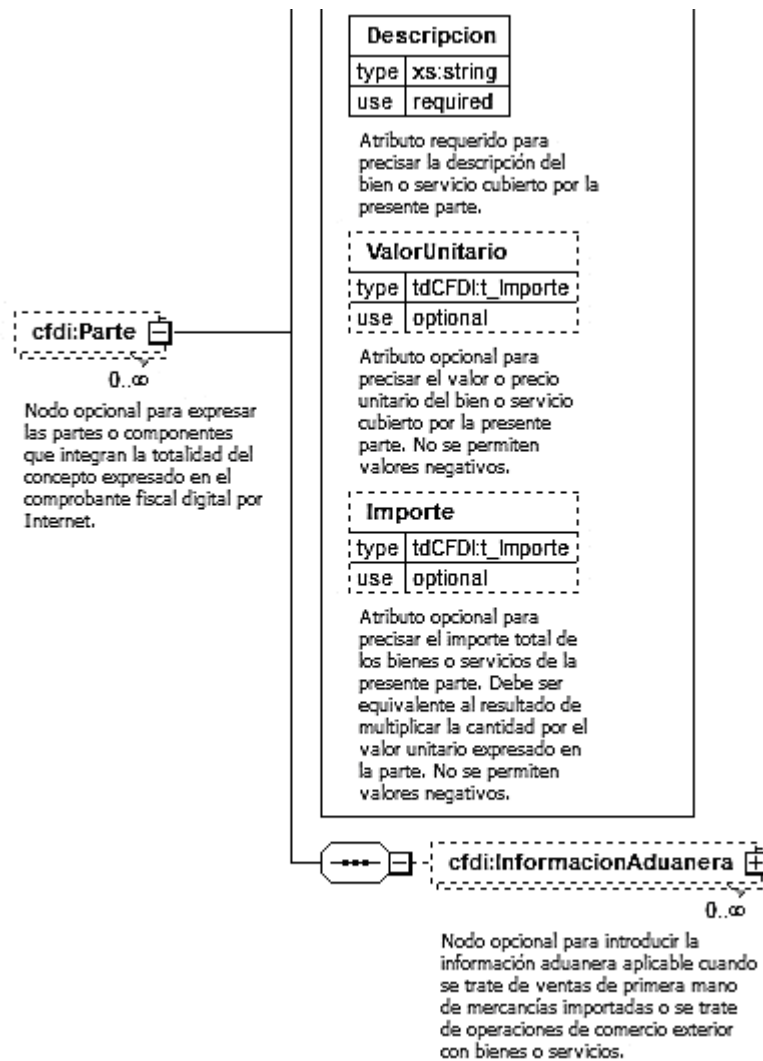 Descripcion
type xs:string
use required
Atributo requerido para
precisar la descripción del
bien o servicio cubierto por la
presente parte.
ValorUnitario
type tdCFDI:t_Importe
use optional
Atributo opcional para
precisar el valor o precio
unitario del bien o servicio
cubierto por la presente
parte. No se permiten
valores negativos.
cfdi:Parte
0..∞
Nodo opcional para expresar
las partes o componentes
que integran la totalidad del
concepto expresado en el
comprobante fiscal digital por
Internet.
Importe
type tdCFDI:t_Importe
use optional
Atributo opcional para
precisar el importe total de
los bienes o servicios de la
presente parte. Debe ser
equivalente al resultado de
multiplicar la cantidad por el
valor unitario expresado en
la parte. No se permiten
valores negativos.
cfdi:InformacionAduanera
0..∞
Nodo opcional para introducir la
información aduanera aplicable cuando
se trate de ventas de primera mano
de mercancías importadas o se trate
de operaciones de comercio exterior
con bienes o servicios.